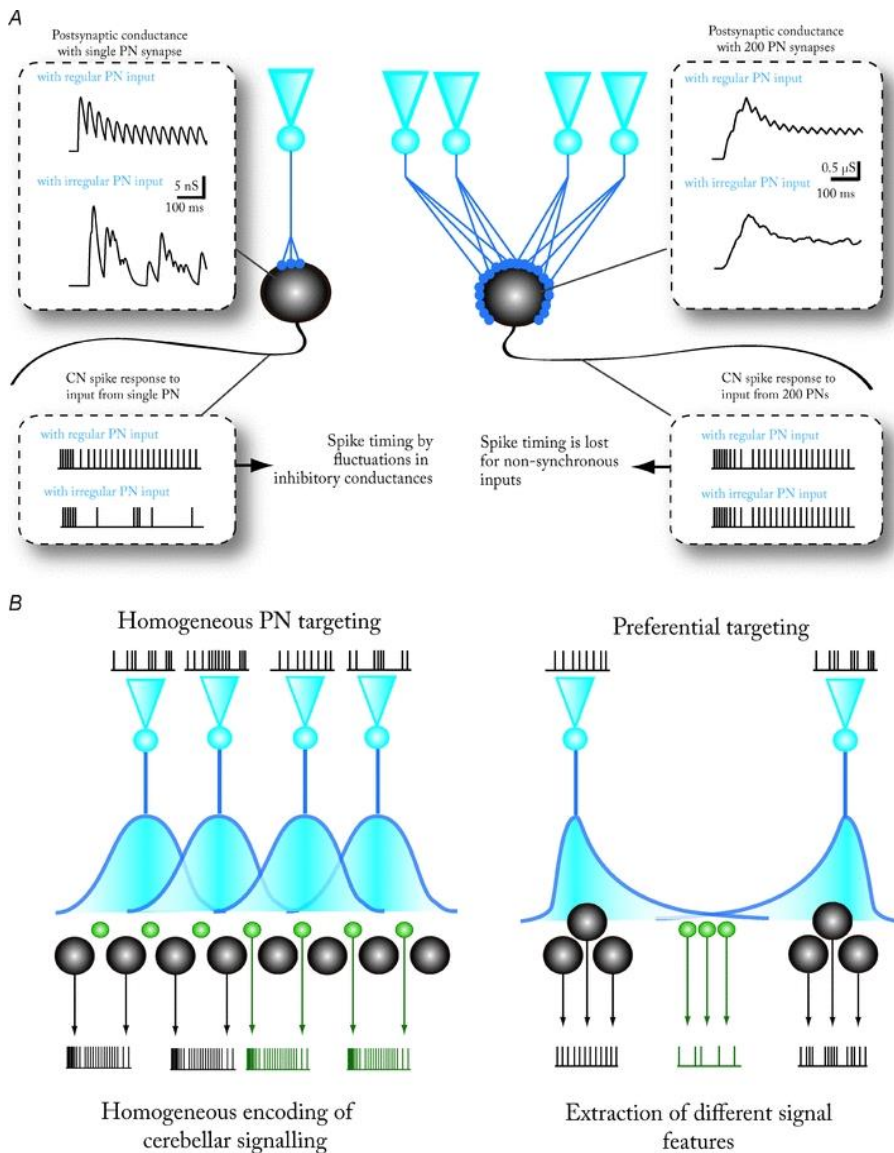 A
Postsynaptic conductance
with single PN synapse
with regular PN input
5 nS
100 ms
with irregular PN input
Postsynaptic conductance
with 200 PN synapses
with regular PN input
0.5 µS
100 ms
with irregular PN input
CN spike response to
input from single PN
with regular PN input
with irregular PN input
Spike timing by
fluctuations in
inhibitory conductances
Spike timing is lost
for non-synchronous
inputs
CN spike response to
input from 200 PNs
with regular PN input
with irregular PN input
B
Homogeneous PN targeting
Preferential targeting
Homogeneous encoding of
cerebellar signalling
Extraction of different signal
features